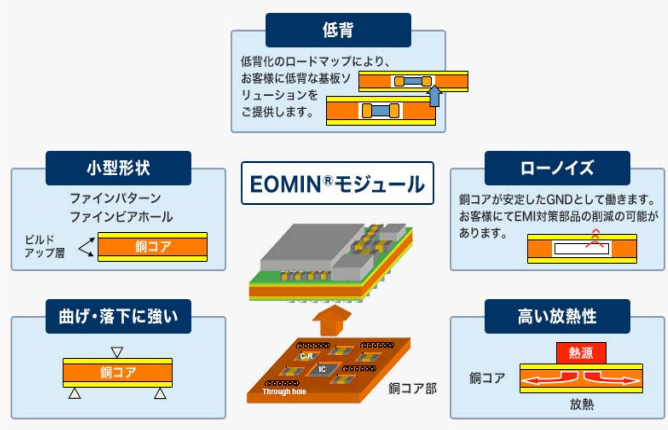 低背
低背化のロードマップにより、
お客様に低背な基板ソ
リューションを
ご提供します。
小型形状
ファインパターン
ファインビアホール
ビルド
アップ層
銅コア
EOMIN®モジュール
ローノイズ
銅コアが安定したGNDとして働きます。
お客様にてEMI対策部品の削減の可能が
あります。
曲げ・落下に強い
銅コア
C-R
IC
Through hole
銅コア部
高い放熱性
熱源
銅コア
放熱